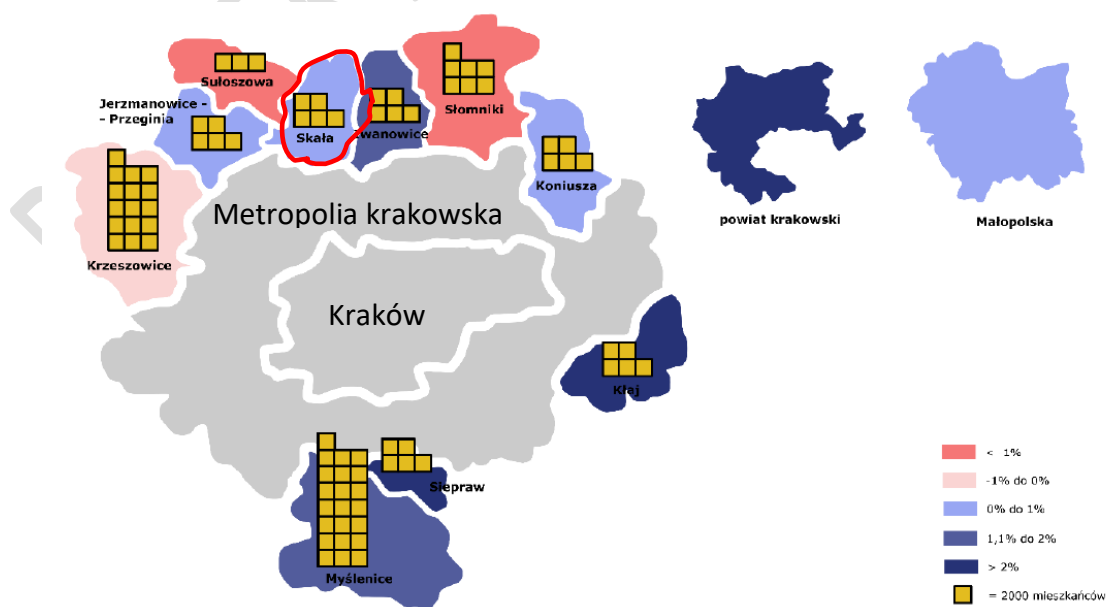 Sułoszowa
Jerzmanowice -
- Przeginia
Skała
Iwanowice
Słomniki
Koniusza
Krzeszowice
Metropolia krakowska
Kraków
Kłaj
Siepraw
Myślenice
powiat krakowski
Małopolska
< 1%
-1% do 0%
0% do 1%
1,1% do 2%
> 2%
= 2000 mieszkańców